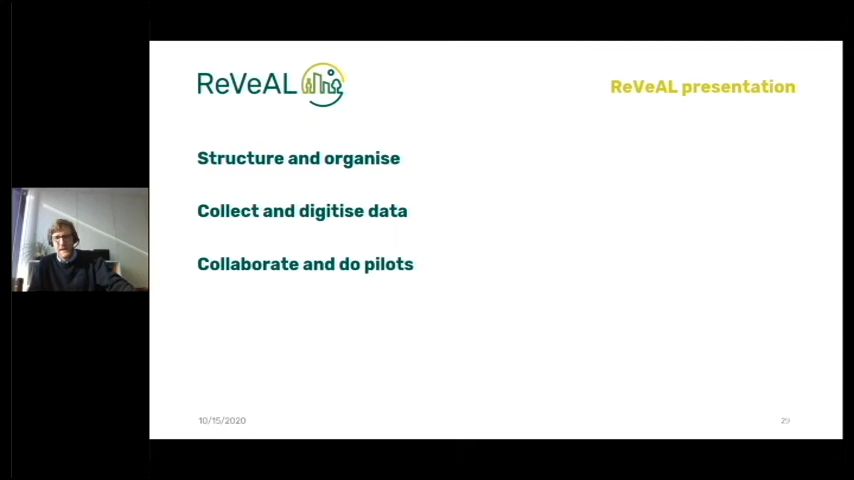 ReVeAL
ReVeAL presentation
Structure and organise
Collect and digitise data
Collaborate and do pilots
10/15/2020
29